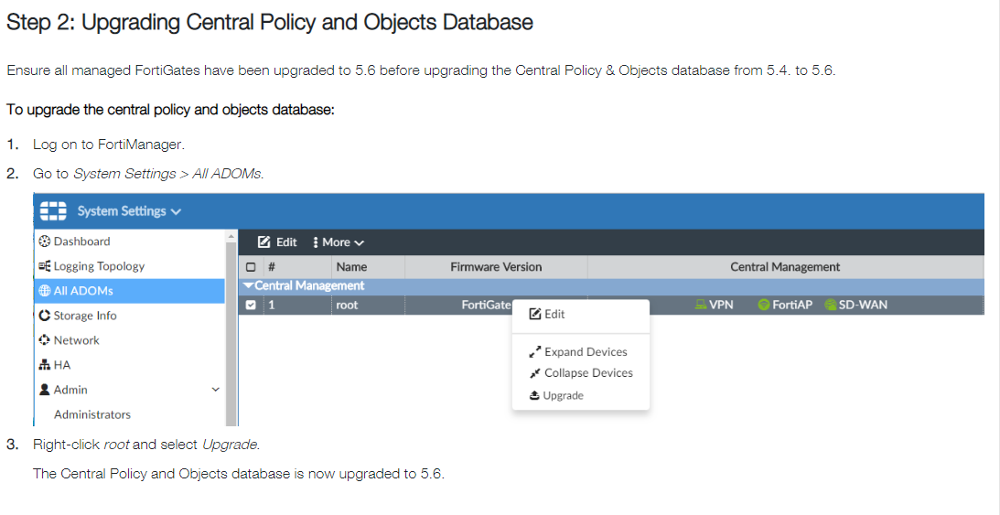 Step 2: Upgrading Central Policy and Objects Database
Ensure all managed FortiGates have been upgraded to 5.6 before upgrading the Central Policy & Objects database from 5.4. to 5.6.
To upgrade the central policy and objects database:
1. Log on to FortiManager.
2. Go to System Settings > All ADOMs.
System Settings
Dashboard
Logging Topology
All ADOMs
Storage Info
Network
HA
Admin
Administrators
Edit More
# Name Firmware Version Central Management
Central Management
1 root FortiGate VPN FortiAP SD-WAN
Edit
Expand Devices
Collapse Devices
Upgrade
3. Right-click root and select Upgrade.
The Central Policy and Objects database is now upgraded to 5.6.